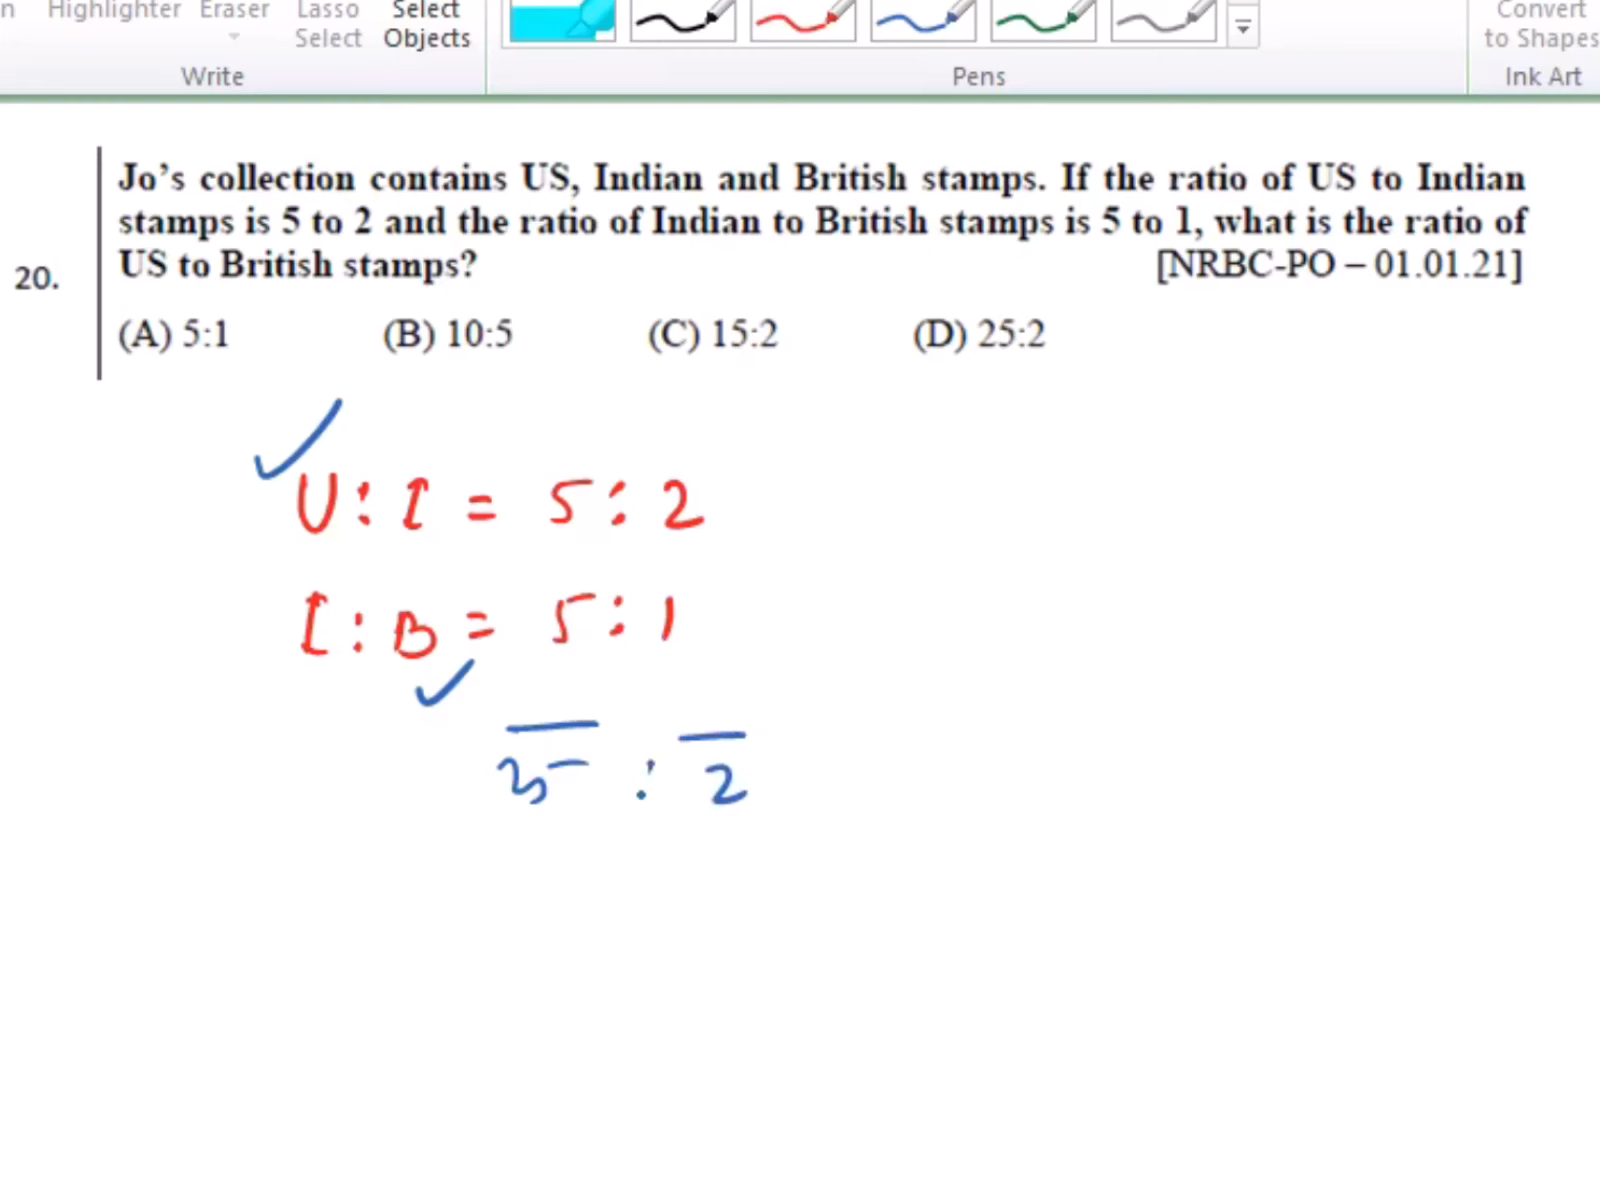 n Highlighter Eraser Lasso Select Select Objects Convert to Shapes
Write Pens Ink Art
20.
Jo’s collection contains US, Indian and British stamps. If the ratio of US to Indian
stamps is 5 to 2 and the ratio of Indian to British stamps is 5 to 1, what is the ratio of
US to British stamps? [NRBC-PO – 01.01.21]
(A) 5:1 (B) 10:5 (C) 15:2 (D) 25:2
U : I = 5 : 2
I : B = 5 : 1
25 : 2